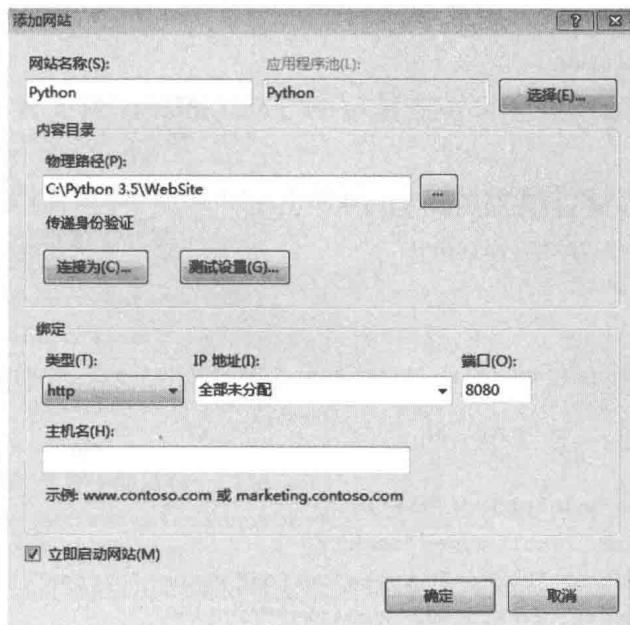 添加网站
网站名称(S):
应用程序池(L):
Python
Python
选择(E)...
内容目录
物理路径(P):
C:\Python 3.5\WebSite
...
传递身份验证
连接为(C)...
测试设置(G)...
绑定
类型(T):
IP 地址(I):
端口(O):
http
全部未分配
8080
主机名(H):
示例: www.contoso.com 或 marketing.contoso.com
立即启动网站(M)
确定
取消